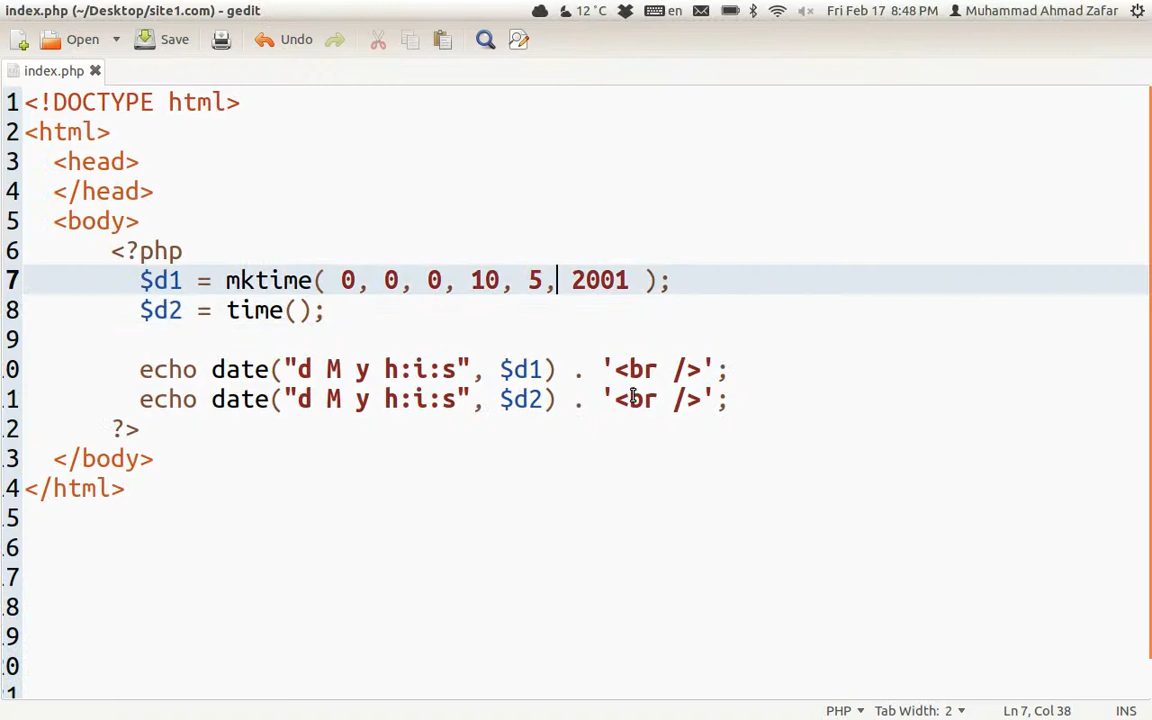 index.php (~/Desktop/site1.com) - gedit 12 °C en Fri Feb 17 8:48 PM Muhammad Ahmad Zafar
Open Save Undo
index.php
1 <!DOCTYPE html>
2 <html>
3 <head>
4 </head>
5 <body>
6 <?php
7 $d1 = mktime( 0, 0, 0, 10, 5, 2001 );
8 $d2 = time();
9
0 echo date("d M y h:i:s", $d1) . '<br />';
1 echo date("d M y h:i:s", $d2) . '<br />';
2 ?>
3 </body>
4 </html>
5
6
7
8
9
0
1
PHP Tab Width: 2 Ln 7, Col 38 INS